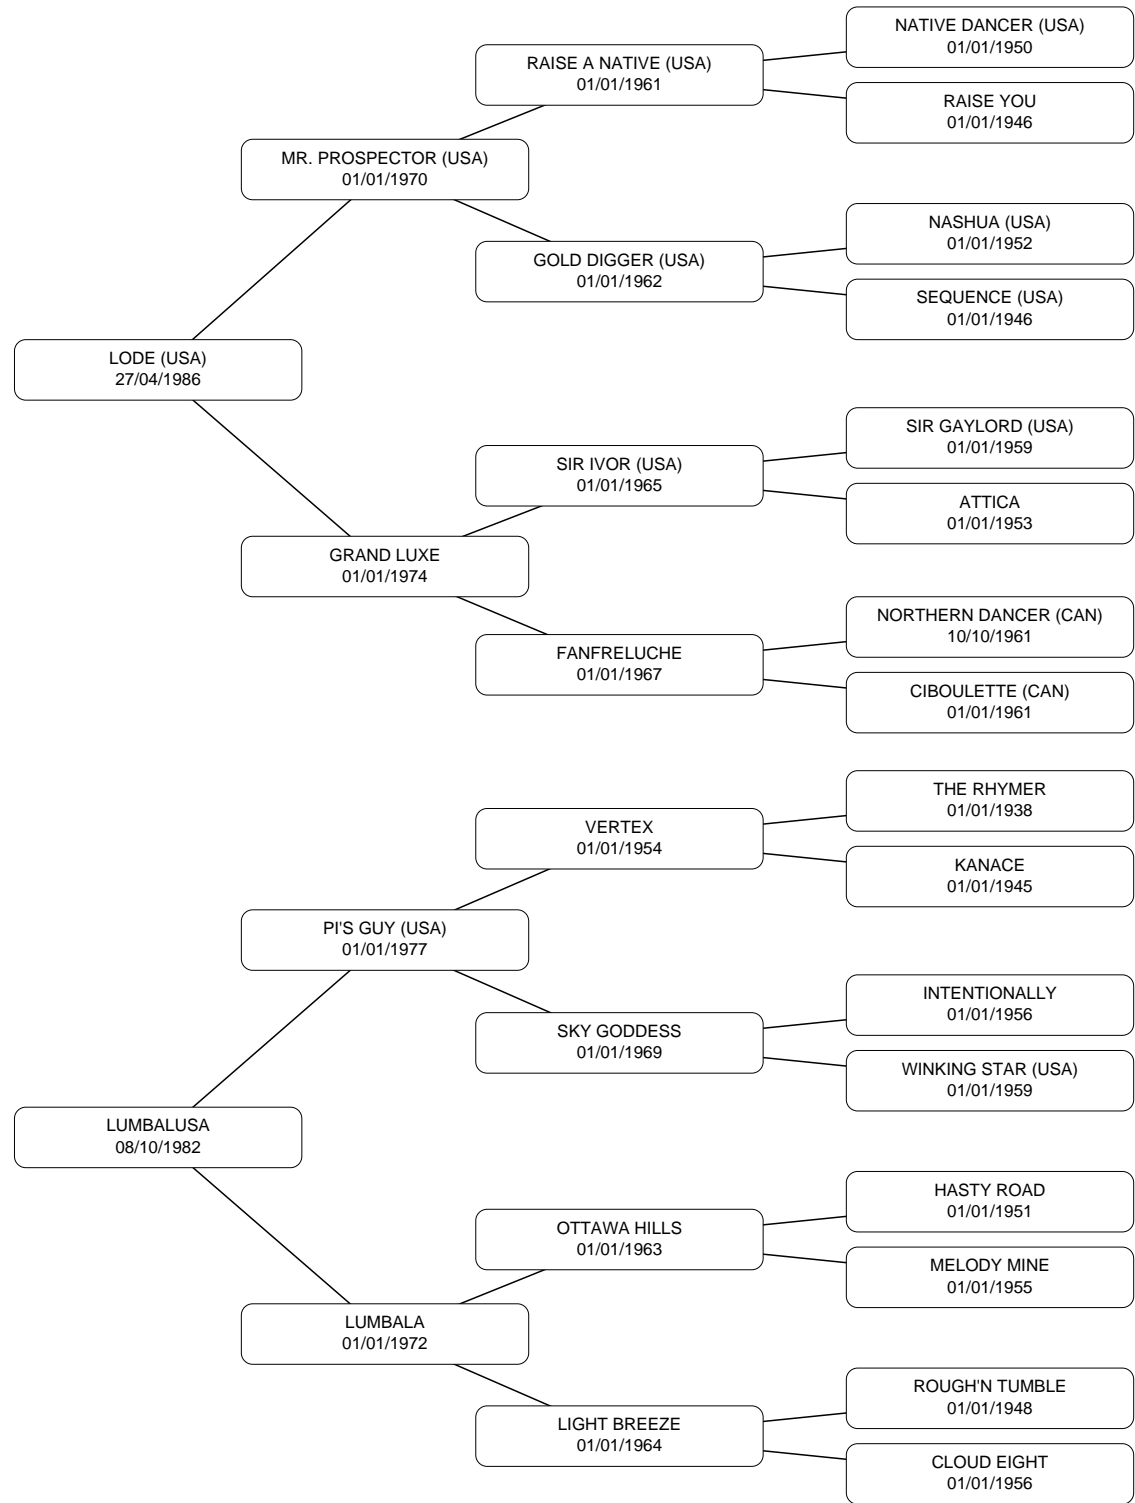 NATIVE DANCER (USA)
01/01/1950
RAISE A NATIVE (USA)
01/01/1961
RAISE YOU
01/01/1946
MR. PROSPECTOR (USA)
01/01/1970
NASHUA (USA)
01/01/1952
GOLD DIGGER (USA)
01/01/1962
SEQUENCE (USA)
01/01/1946
LODE (USA)
27/04/1986
SIR GAYLORD (USA)
01/01/1959
SIR IVOR (USA)
01/01/1965
ATTICA
01/01/1953
GRAND LUXE
01/01/1974
NORTHERN DANCER (CAN)
10/10/1961
FANFRELUCHE
01/01/1967
CIBOULETTE (CAN)
01/01/1961
THE RHYMER
01/01/1938
VERTEX
01/01/1954
KANACE
01/01/1945
PI'S GUY (USA)
01/01/1977
INTENTIONALLY
01/01/1956
SKY GODDESS
01/01/1969
WINKING STAR (USA)
01/01/1959
LUMBALUSA
08/10/1982
HASTY ROAD
01/01/1951
OTTAWA HILLS
01/01/1963
MELODY MINE
01/01/1955
LUMBALA
01/01/1972
ROUGH'N TUMBLE
01/01/1948
LIGHT BREEZE
01/01/1964
CLOUD EIGHT
01/01/1956